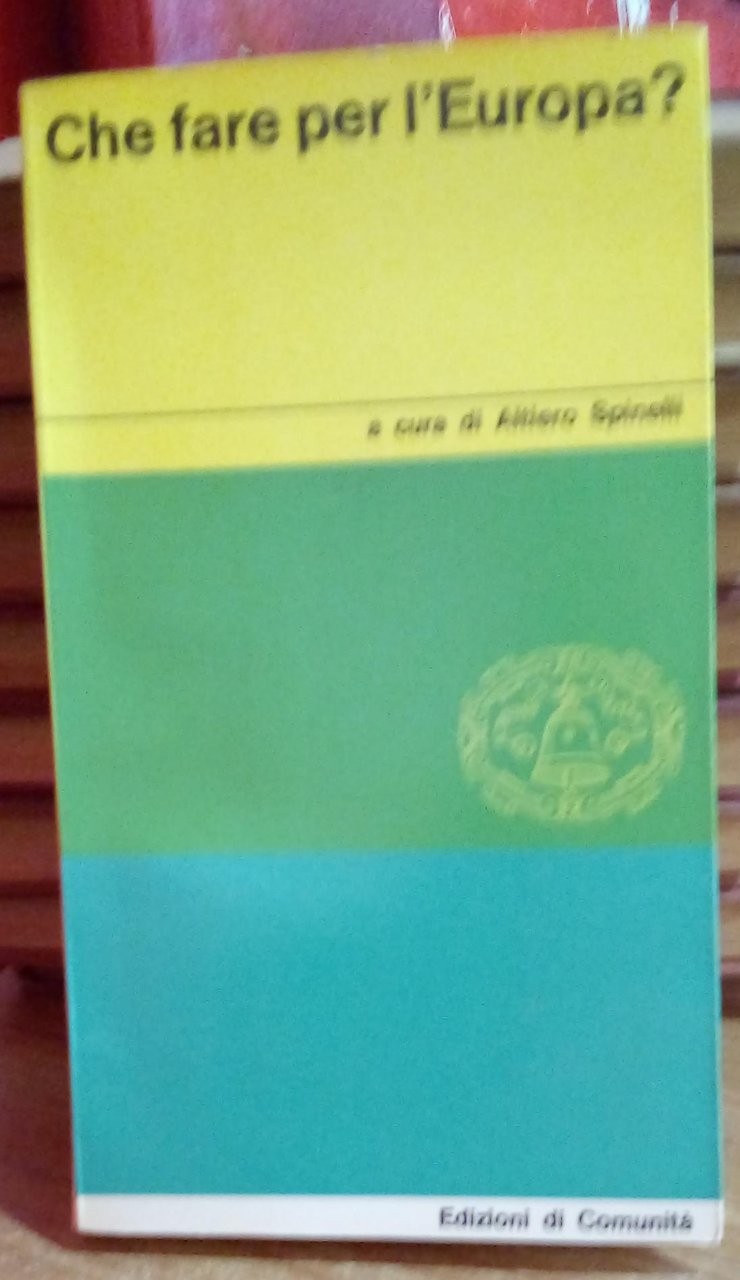 Che fare per l'Europa?
a cura di Altiero Spinelli
Edizioni di Comunità